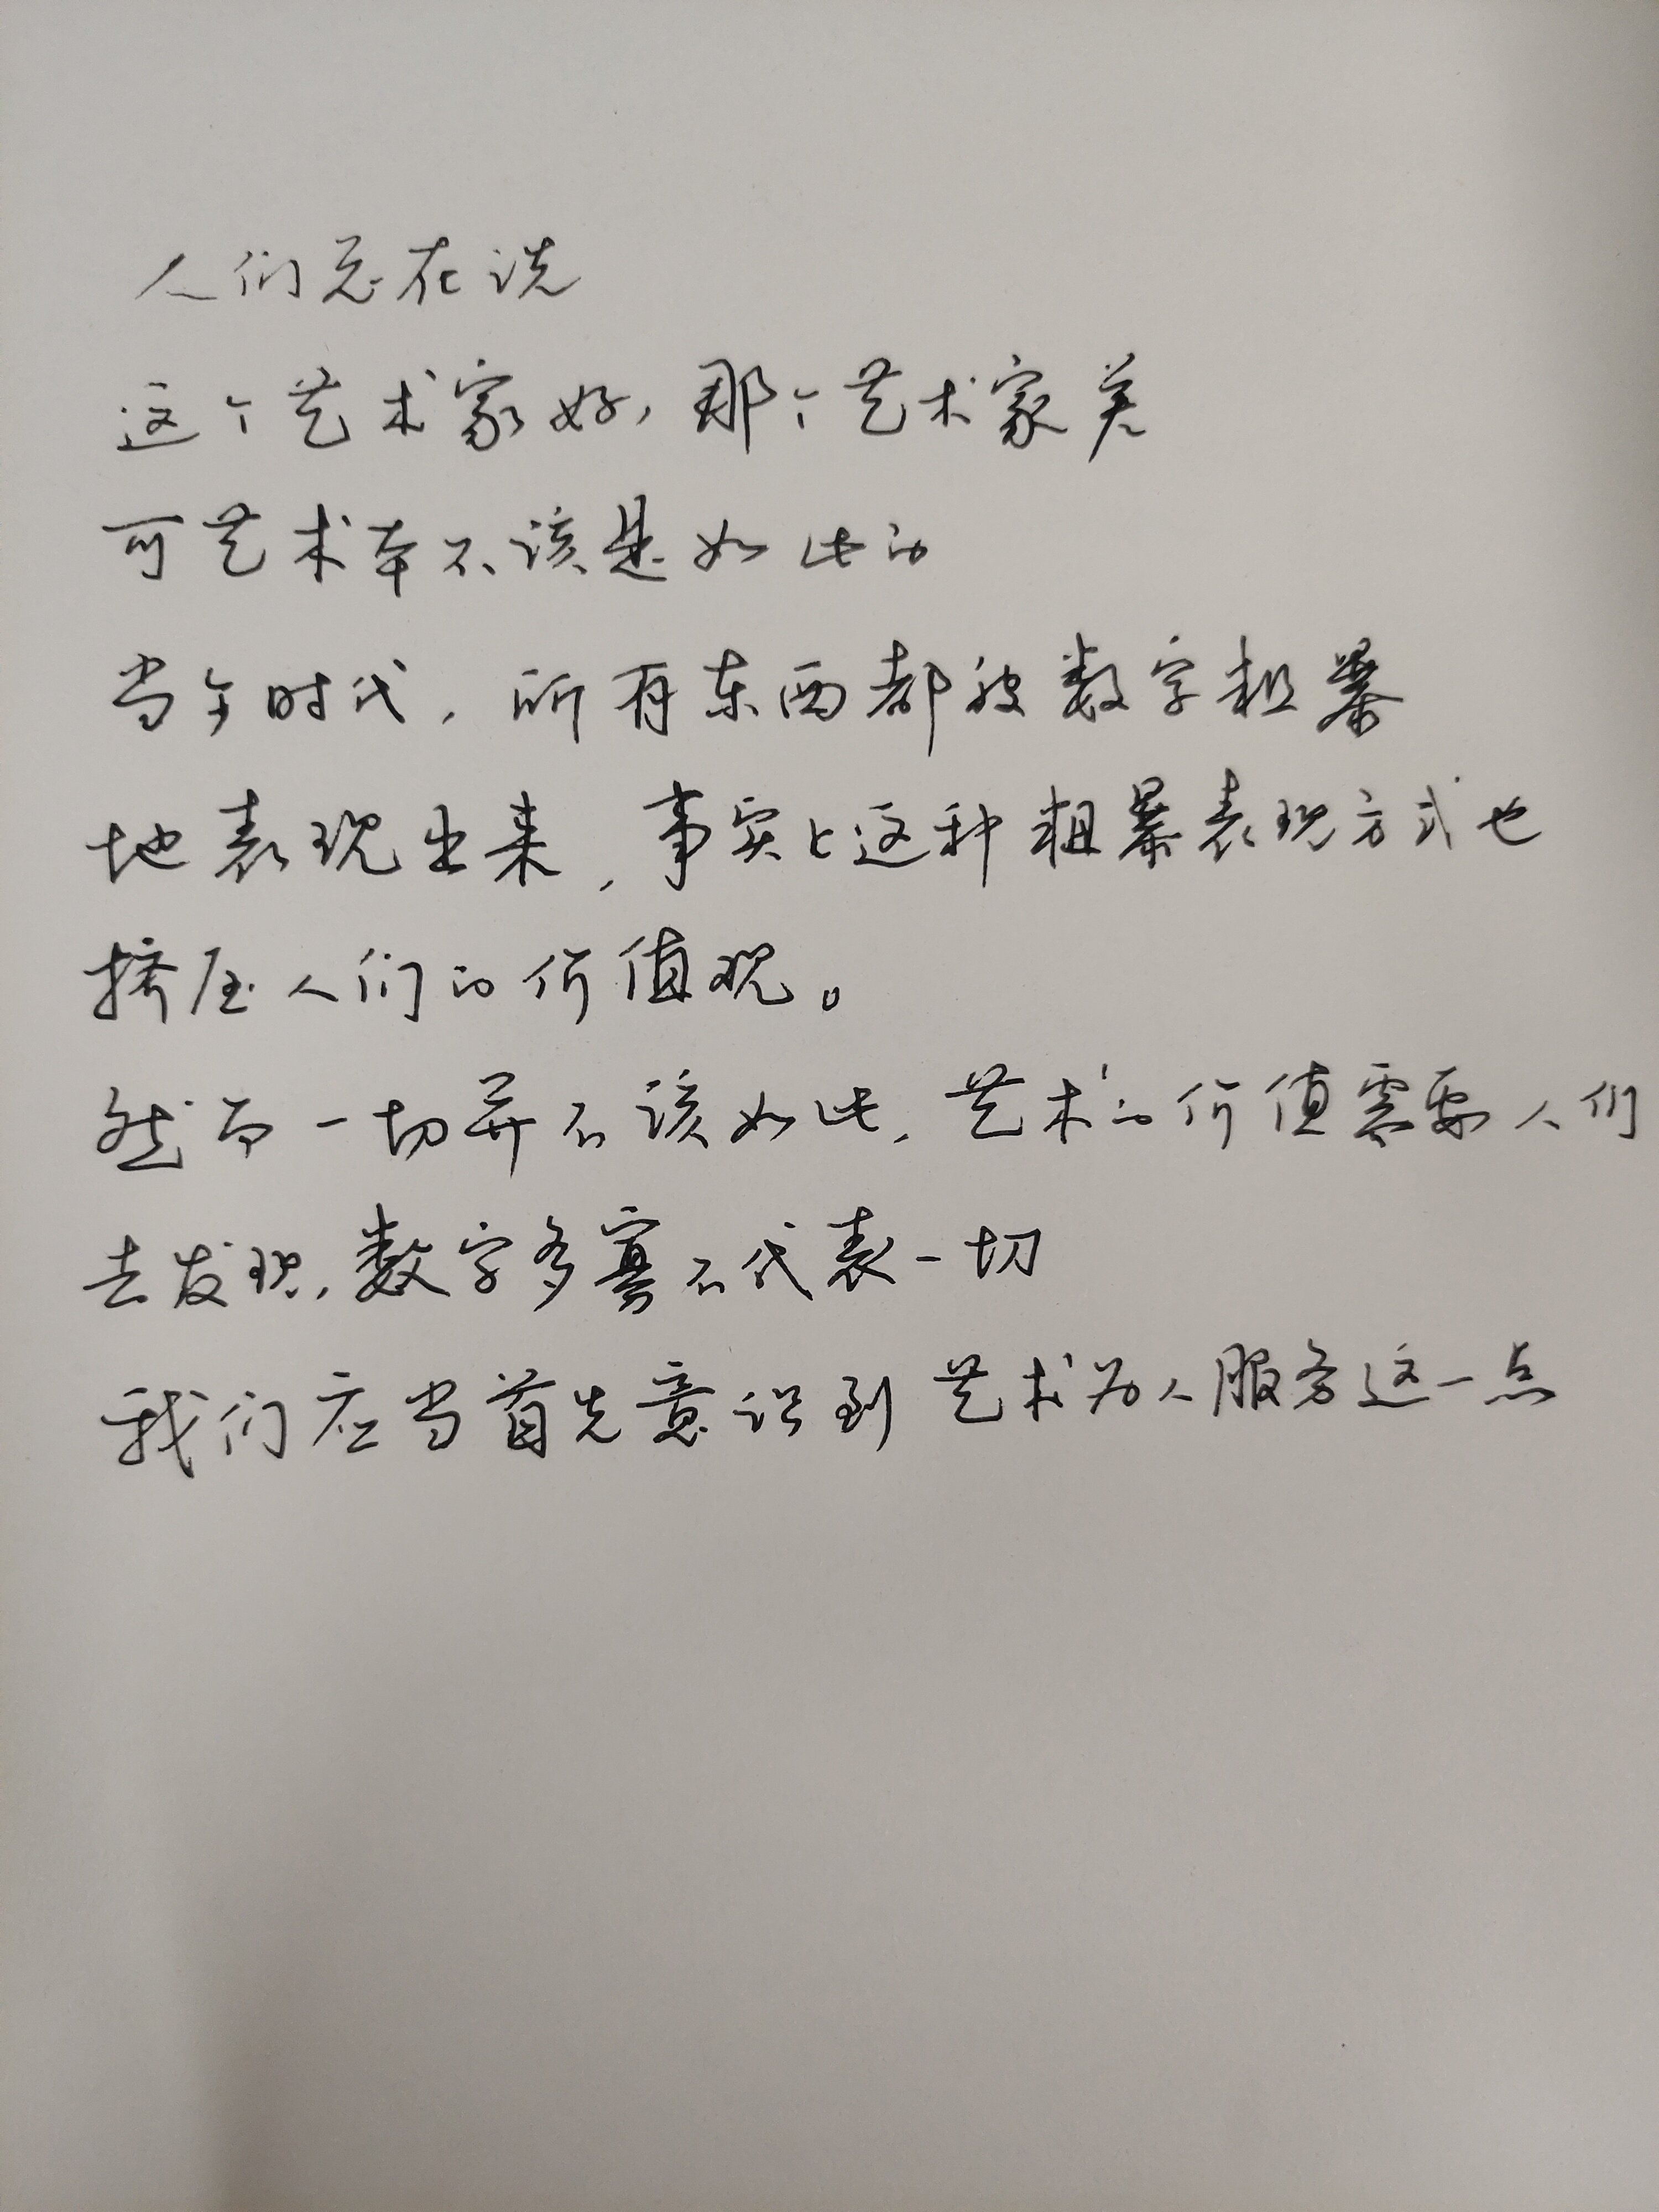 人们总在说
这个艺术家好，那个艺术家美
可艺术本不该是如此的
当今时代，所有东西都被数字粗暴
地表现出来，事实上这种粗暴表现方式也
挤压人们的价值观。
然而一切并不该如此，艺术的价值需要人们
去发现，数字多寡不代表一切
我们应当首先意识到艺术为人服务这一点